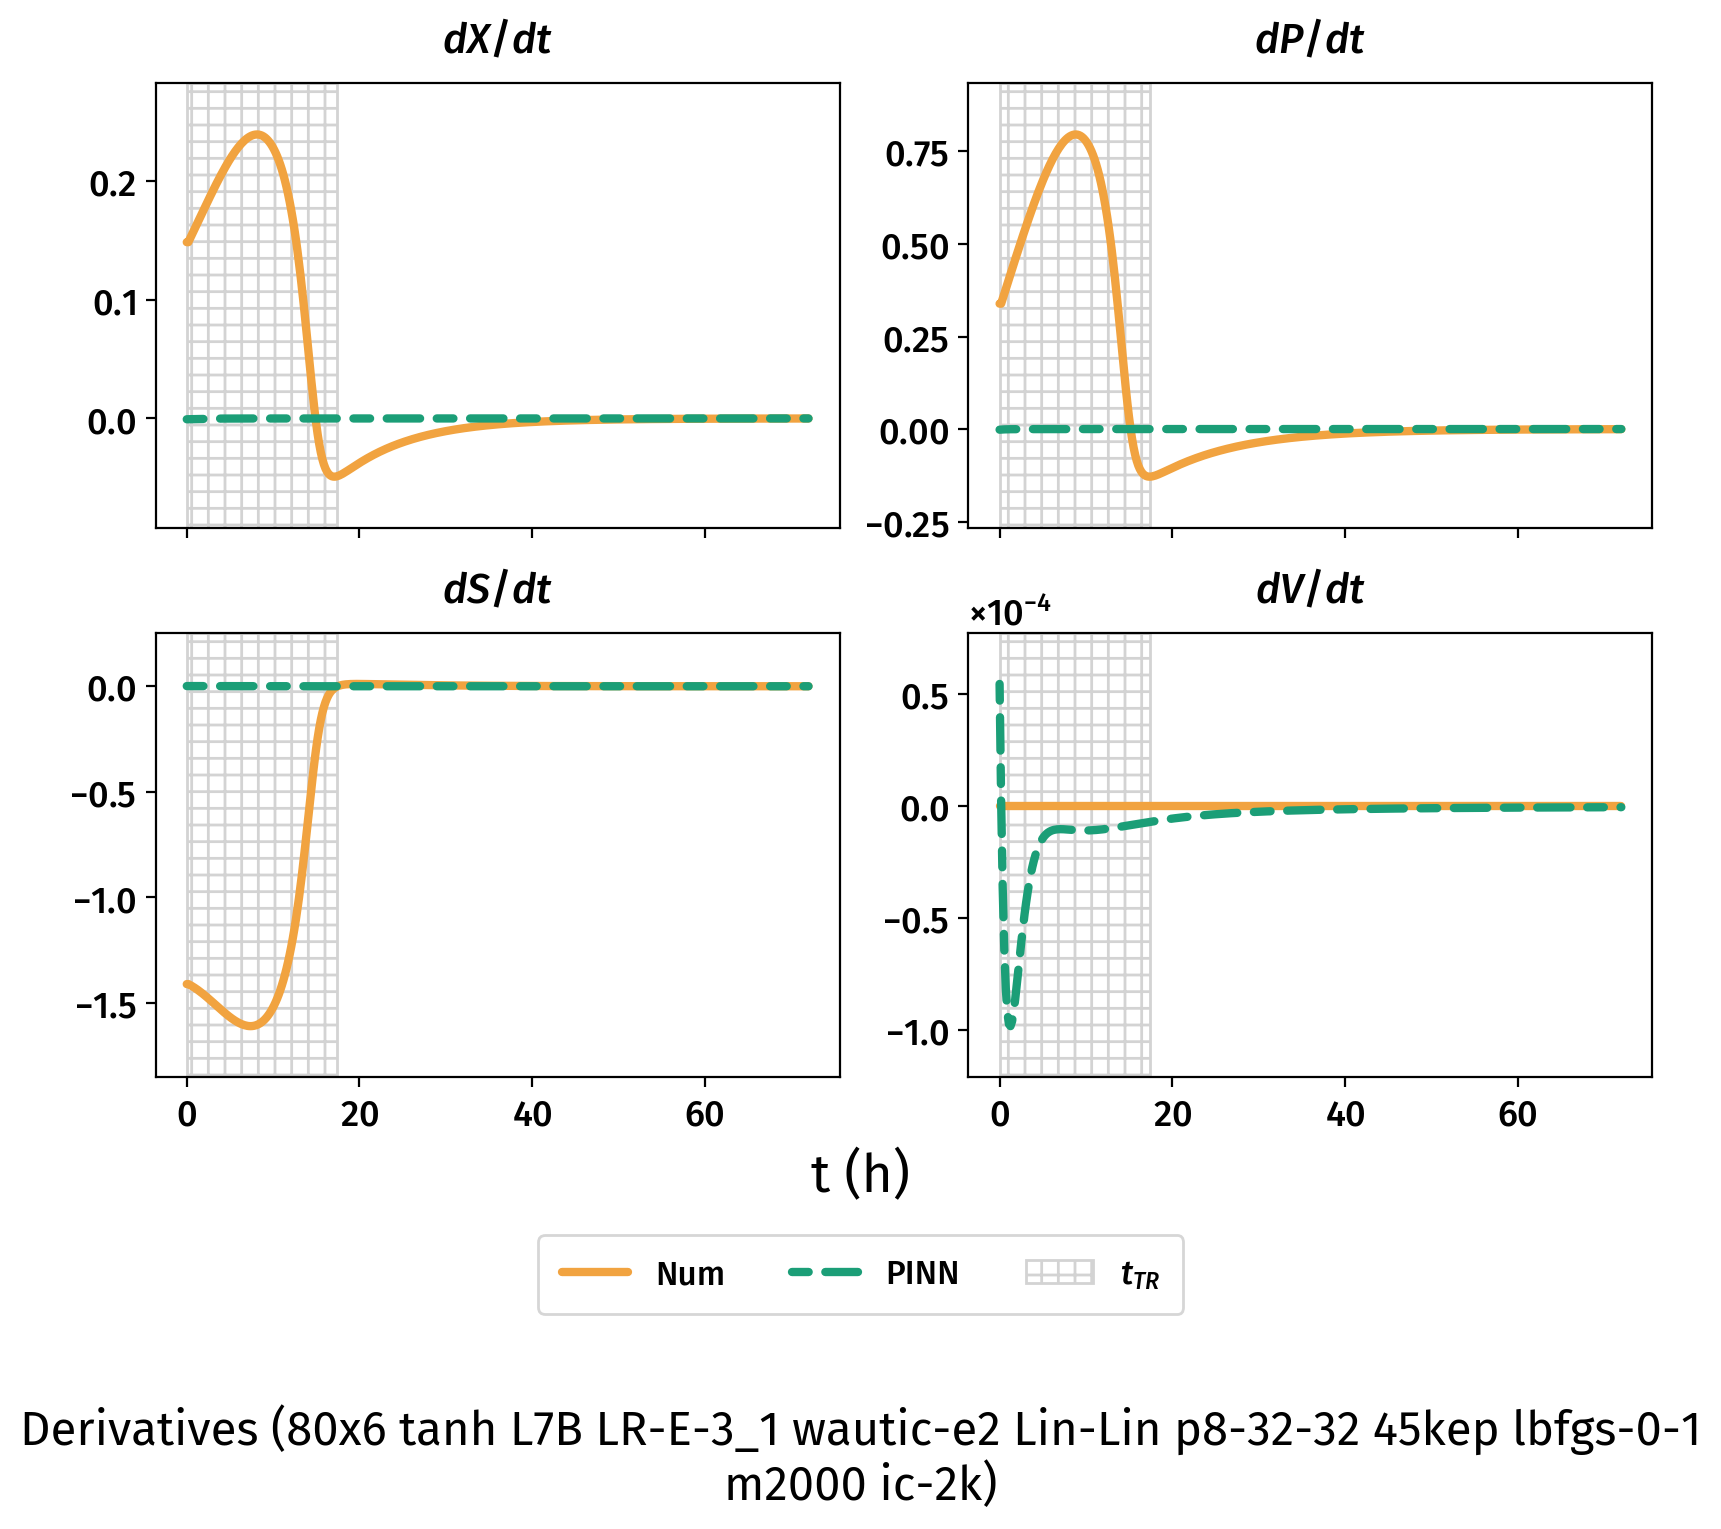 dX/dt
dP/dt
0.2
0.1
0.0
0.75
0.50
0.25
0.00
−0.25
dS/dt
dV/dt
×10⁻⁴
0.0
−0.5
−1.0
−1.5
0.5
0.0
−0.5
−1.0
0 20 40 60
0 20 40 60
t (h)
Num PINN t_TR
Derivatives (80x6 tanh L7B LR-E-3_1 wautic-e2 Lin-Lin p8-32-32 45kep lbfgs-0-1
m2000 ic-2k)